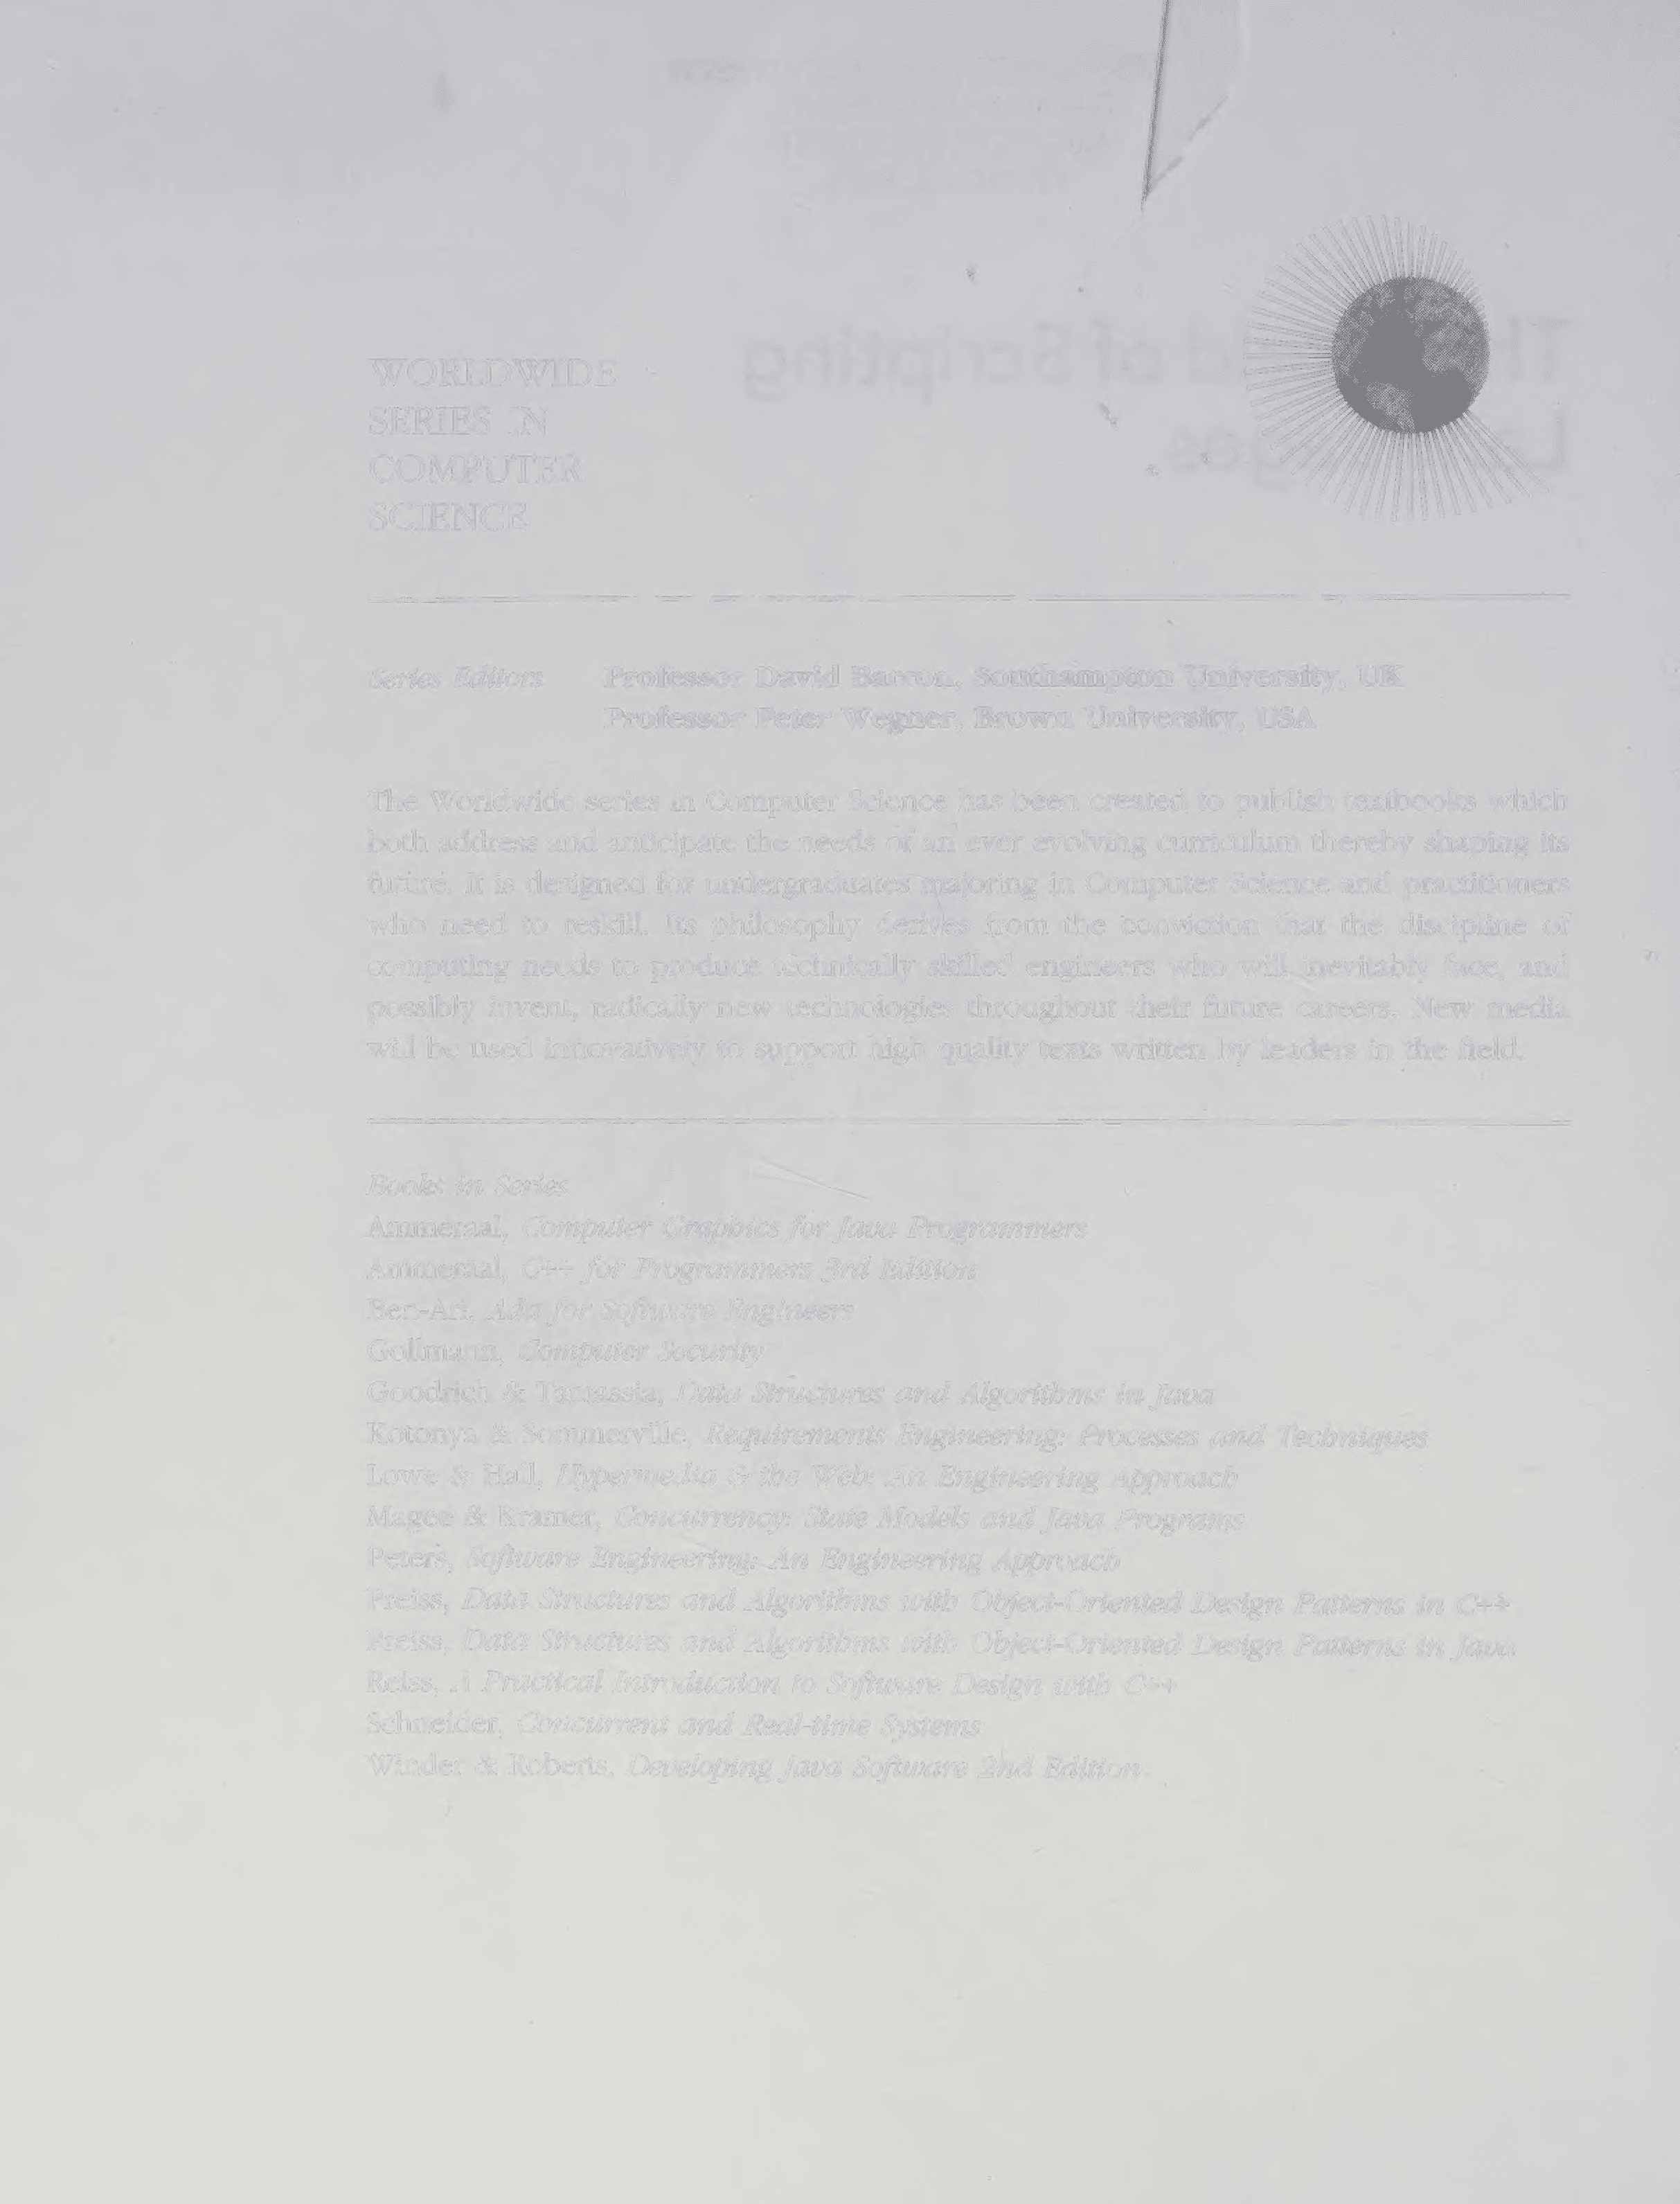 WORLDWIDE
SERIES IN
COMPUTER
SCIENCE
Series Editors Professor David Barron, Southampton University, UK
Professor Peter Wegner, Brown University, USA
The Worldwide series in Computer Science has been created to publish textbooks which
both address and anticipate the needs of an ever evolving curriculum thereby shaping its
future. It is designed for undergraduates majoring in Computer Science and practitioners
who need to reskill. Its philosophy derives from the conviction that the discipline of
computing needs to produce technically skilled engineers who will inevitably face, and
possibly invent, radically new technologies throughout their future careers. New media
will be used innovatively to support high quality texts written by leaders in the field.
Books in Series
Ammeraal, Computer Graphics for Java Programmers
Ammeraal, C++ for Programmers 3rd Edition
Ben-Ari, Ada for Software Engineers
Gollmann, Computer Security
Goodrich & Tamassia, Data Structures and Algorithms in Java
Kotonya & Sommerville, Requirements Engineering: Processes and Techniques
Lowe & Hall, Hypermedia & the Web: An Engineering Approach
Magee & Kramer, Concurrency: State Models and Java Programs
Peters, Software Engineering: An Engineering Approach
Preiss, Data Structures and Algorithms with Object-Oriented Design Patterns in C++
Preiss, Data Structures and Algorithms with Object-Oriented Design Patterns in Java
Reiss, A Practical Introduction to Software Design with C++
Schneider, Concurrent and Real-time Systems
Winder & Roberts, Developing Java Software 2nd Edition